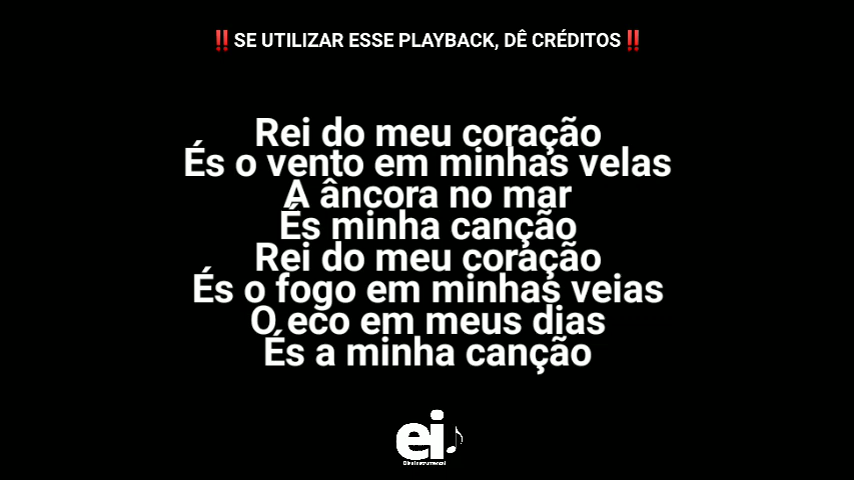 ‼️SE UTILIZAR ESSE PLAYBACK, DÊ CRÉDITOS‼️
Rei do meu coração
És o vento em minhas velas
A âncora no mar
És minha canção
Rei do meu coração
És o fogo em minhas veias
O eco em meus dias
És a minha canção
ei